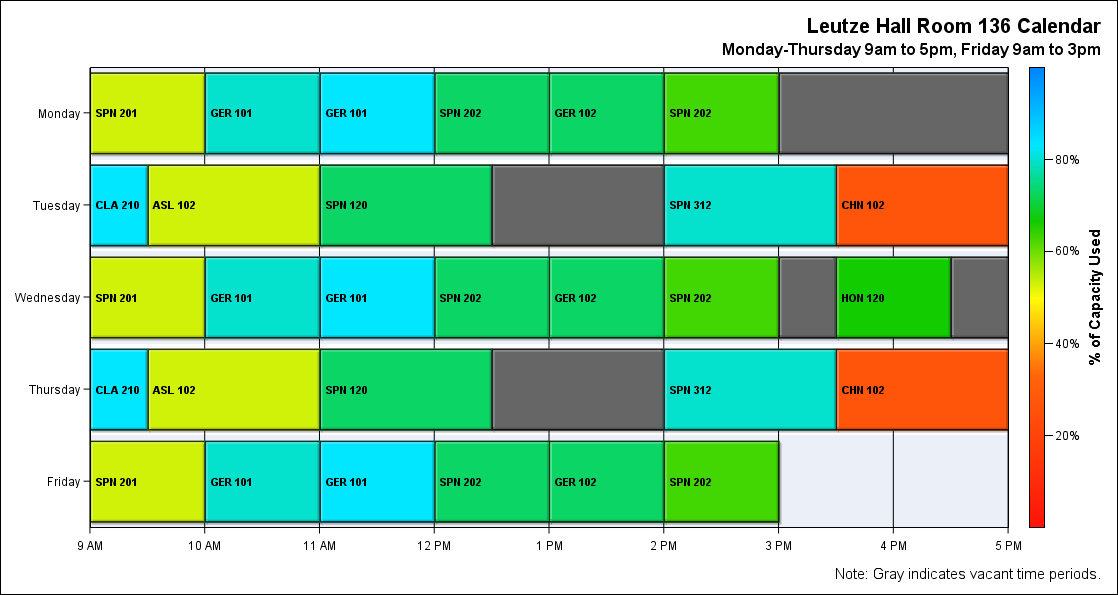 Leutze Hall Room 136 Calendar
Monday-Thursday 9am to 5pm, Friday 9am to 3pm
Monday
SPN 201
GER 101
GER 101
SPN 202
GER 102
SPN 202
Tuesday
CLA 210
ASL 102
SPN 120
SPN 312
CHN 102
Wednesday
SPN 201
GER 101
GER 101
SPN 202
GER 102
SPN 202
HON 120
Thursday
CLA 210
ASL 102
SPN 120
SPN 312
CHN 102
Friday
SPN 201
GER 101
GER 101
SPN 202
GER 102
SPN 202
9 AM
10 AM
11 AM
12 PM
1 PM
2 PM
3 PM
4 PM
5 PM
80%
60%
40%
20%
% of Capacity Used
Note: Gray indicates vacant time periods.